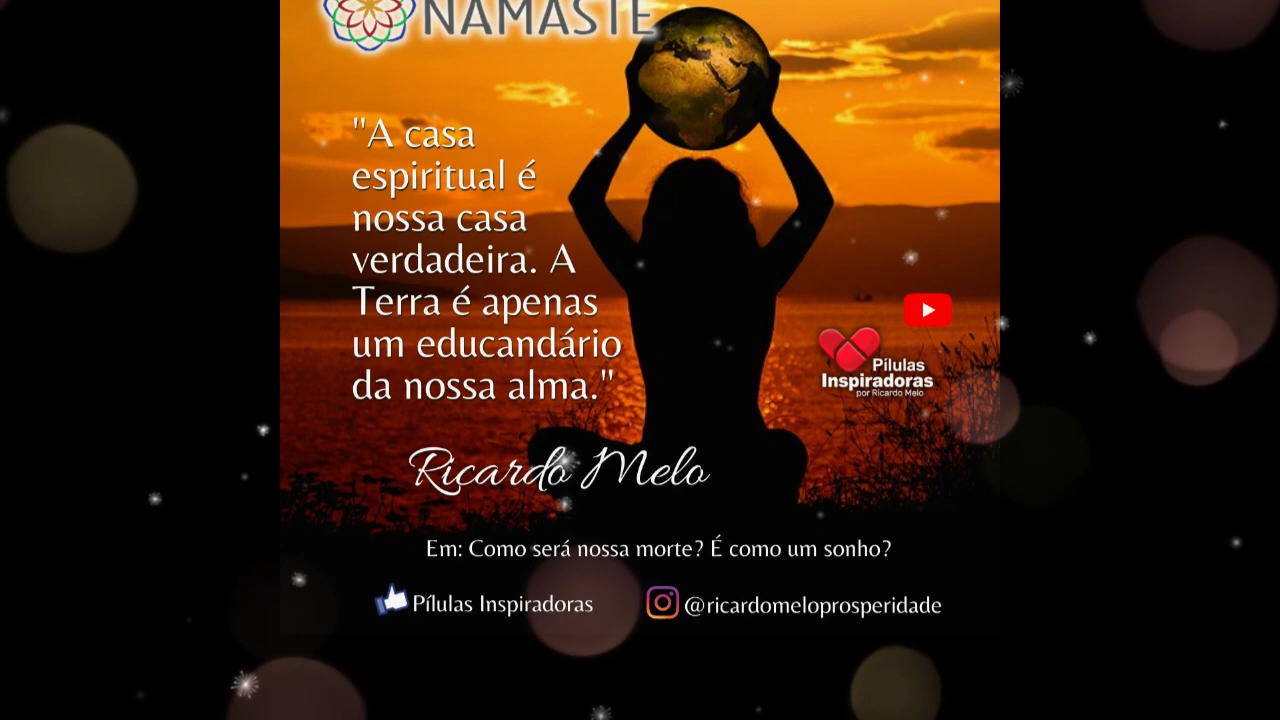 NAMASTE
"A casa
espiritual é
nossa casa
verdadeira. A
Terra é apenas
um educandário
da nossa alma."
Pílulas
Inspiradoras
por Ricardo Melo
Ricardo Melo
Em: Como será nossa morte? É como um sonho?
Pílulas Inspiradoras
@ricardomeloprosperidade